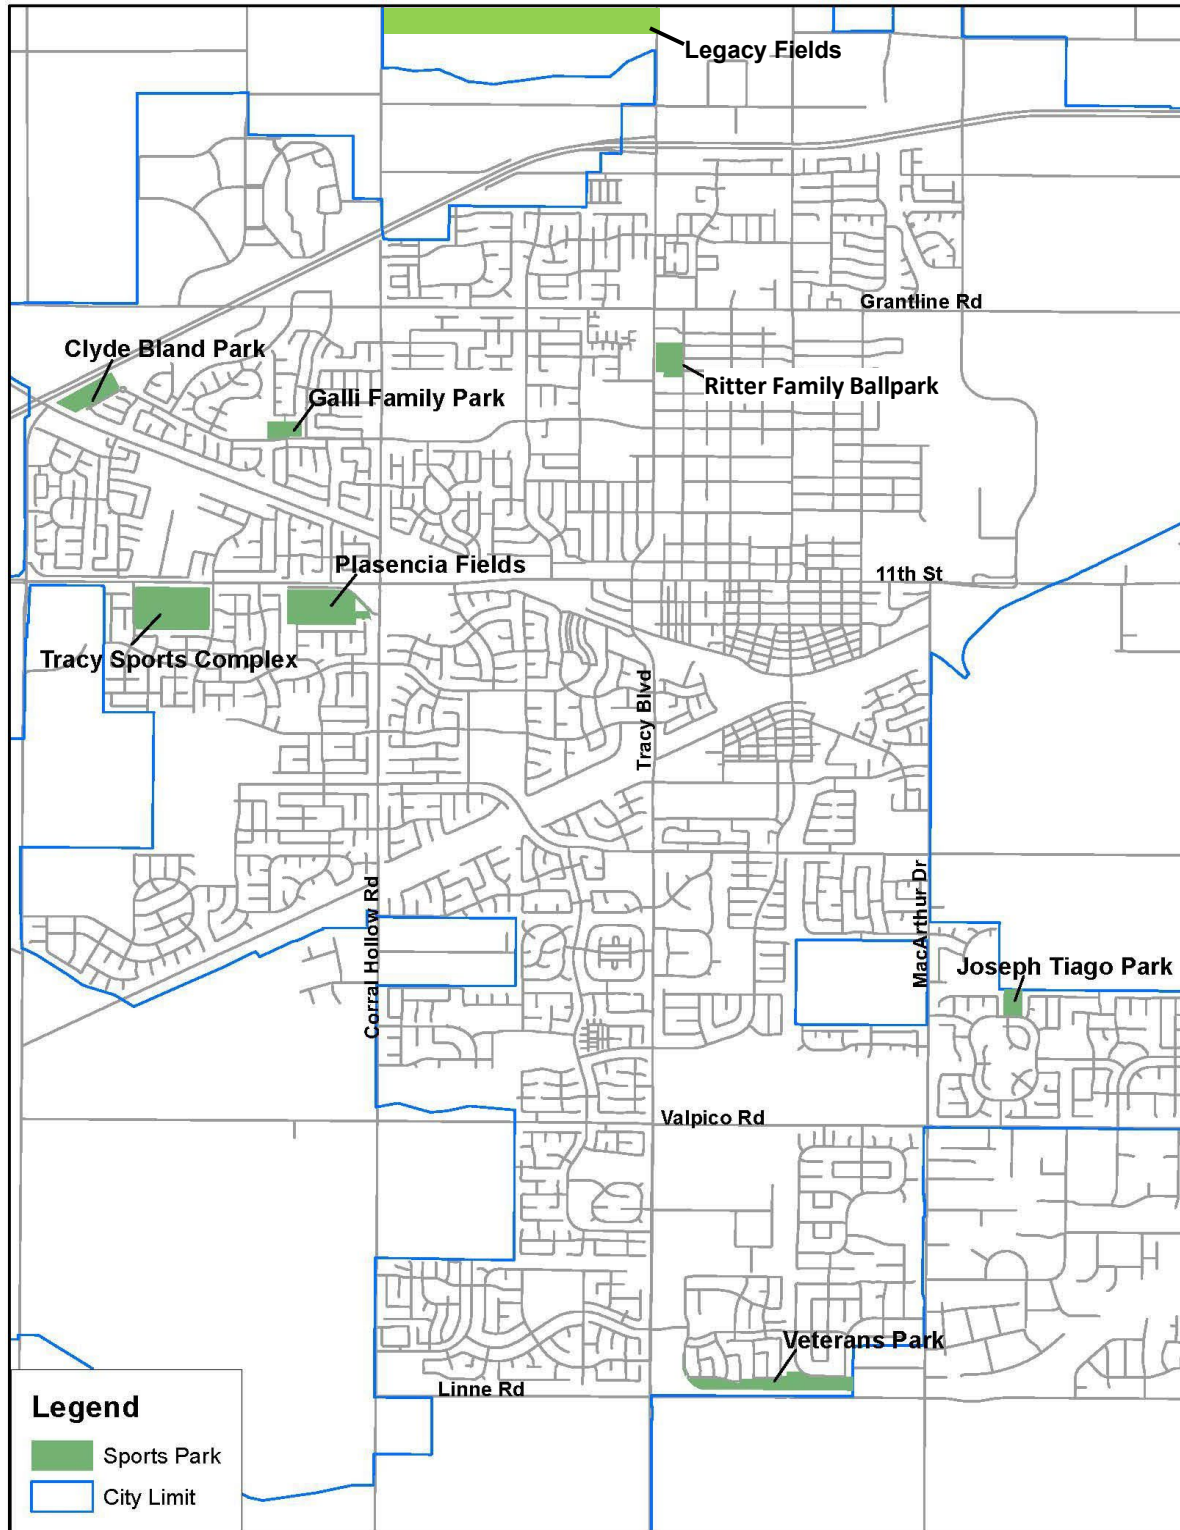 Legacy Fields
Grantline Rd
Clyde Bland Park
Ritter Family Ballpark
Galli Family Park
Plasencia Fields
11th St
Tracy Sports Complex
Tracy Blvd
MacArthur Dr
Corral Hollow Rd
Joseph Tiago Park
Valpico Rd
Veterans Park
Linne Rd
Legend
Sports Park
City Limit